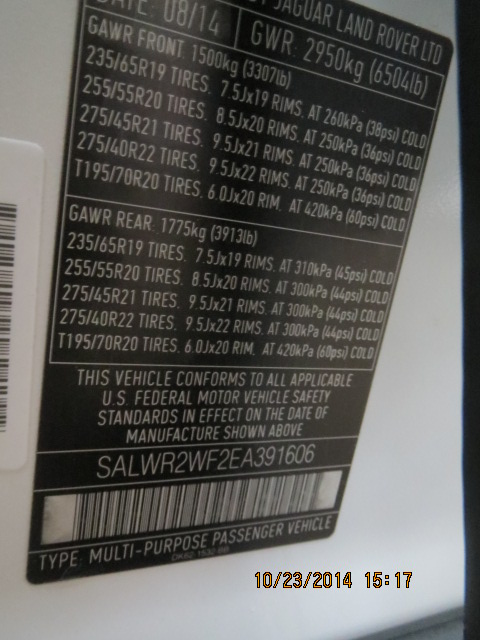 BY JAGUAR LAND ROVER LTD
DATE: 08/14 GWR: 2950kg (6504lb)
GAWR FRONT. 1500kg (3307lb)
235/65R19 TIRES. 7.5Jx19 RIMS. AT 260kPa (38psi) COLD
255/55R20 TIRES. 8.5Jx20 RIMS. AT 250kPa (36psi) COLD
275/45R21 TIRES. 9.5Jx21 RIMS. AT 250kPa (36psi) COLD
275/40R22 TIRES. 9.5Jx22 RIMS. AT 250kPa (36psi) COLD
T195/70R20 TIRES. 6.0Jx20 RIM. AT 420kPa (60psi) COLD
GAWR REAR. 1775kg (3913lb)
235/65R19 TIRES. 7.5Jx19 RIMS. AT 310kPa (45psi) COLD
255/55R20 TIRES. 8.5Jx20 RIMS. AT 300kPa (44psi) COLD
275/45R21 TIRES. 9.5Jx21 RIMS. AT 300kPa (44psi) COLD
275/40R22 TIRES. 9.5Jx22 RIMS. AT 300kPa (44psi) COLD
T195/70R20 TIRES. 6.0Jx20 RIM. AT 420kPa (60psi) COLD
THIS VEHICLE CONFORMS TO ALL APPLICABLE
U.S. FEDERAL MOTOR VEHICLE SAFETY
STANDARDS IN EFFECT ON THE DATE OF
MANUFACTURE SHOWN ABOVE
SALWR2WF2EA391606
TYPE: MULTI-PURPOSE PASSENGER VEHICLE
10/23/2014 15:17